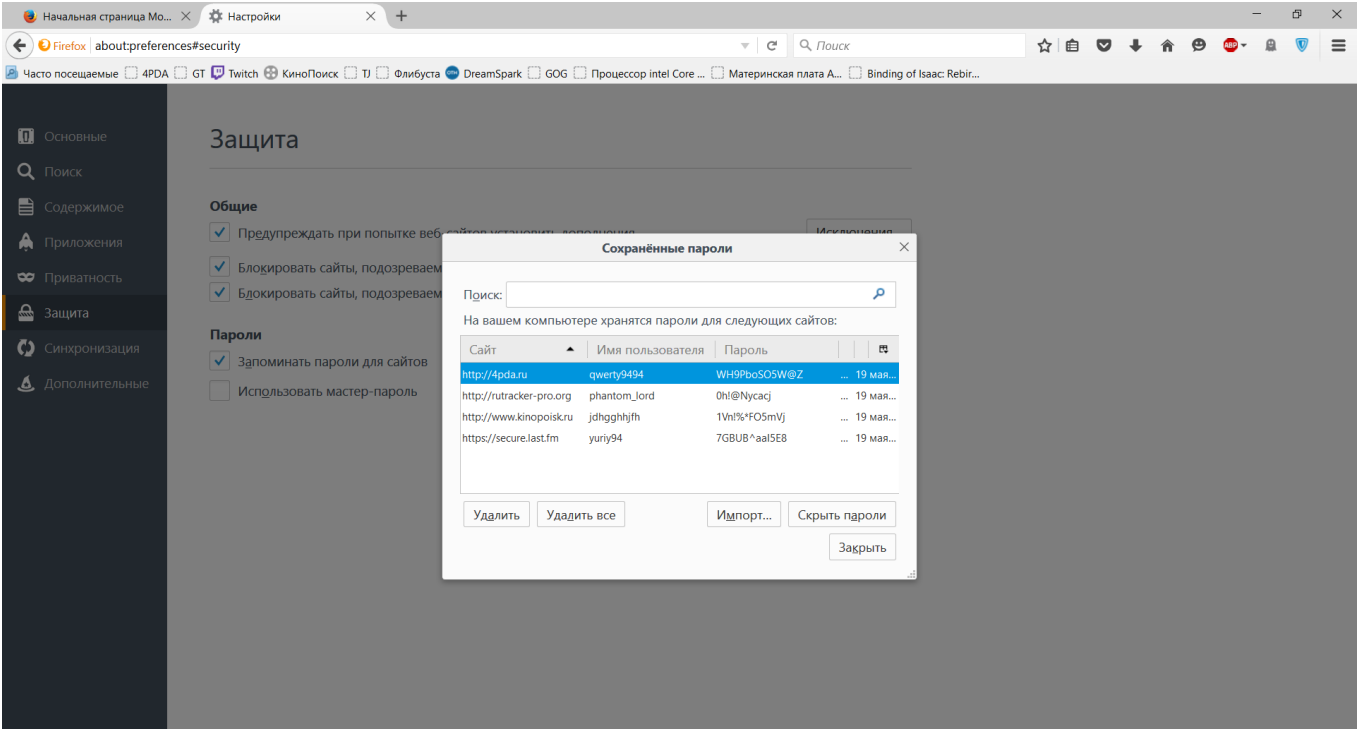 Начальная страница Mo...
Настройки
Firefox about:preferences#security Поиск ABP
Часто посещаемые 4PDA GT Twitch КиноПоиск TJ Флибуста DreamSpark GOG Процессор intel Core ... Материнская плата A... Binding of Isaac: Rebir...
Основные
Поиск
Содержимое
Приложения
Приватность
Защита
Синхронизация
Дополнительные
Защита
Общие
Предупреждать при попытке веб-сайтов установить дополнения
Исключения...
Блокировать сайты, подозреваем
Блокировать сайты, подозреваем
Пароли
Запоминать пароли для сайтов
Использовать мастер-пароль
Сохранённые пароли
Поиск:
На вашем компьютере хранятся пароли для следующих сайтов:
Сайт Имя пользователя Пароль
http://4pda.ru qwerty9494 WH9PboSO5W@Z ... 19 мая...
http://rutracker-pro.org phantom_lord 0h!@Nycacj ... 19 мая...
http://www.kinopoisk.ru jdhgghhjfh 1Vn!%*FO5mVj ... 19 мая...
https://secure.last.fm yuriy94 7GBUB^aaI5E8 ... 19 мая...
Удалить Удалить все Импорт... Скрыть пароли
Закрыть